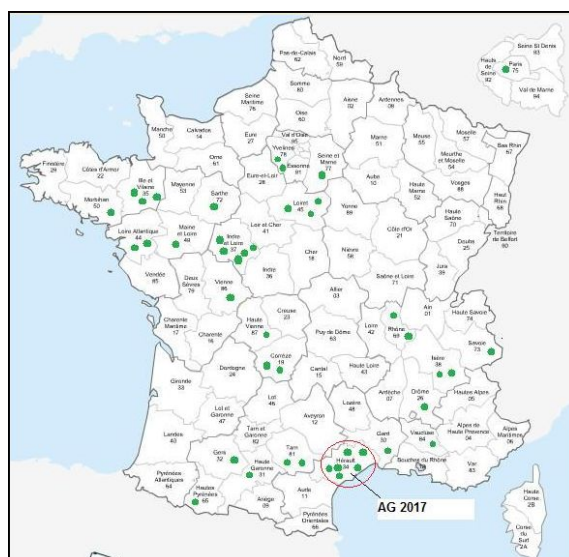 Seine St Denis
93
Haute
de
Seine
92
Paris
75
Val de Marne
94
Pas-de-Calais
62
Nord
59
Somme
80
Seine
Maritime
76
Aisne
02
Ardennes
08
Oise
60
Manche
50
Calvados
14
Eure
27
Val d'Oise
95
Moselle
57
Meuse
55
Marne
51
Bas Rhin
67
Orne
61
Yvelines
78
Essonne
91
Seine et
Marne
77
Meurthe
et Moselle
54
Finistère
29
Côtes d'Armor
22
Ille et
Vilaine
35
Mayenne
53
Eure-et-Loir
28
Aube
10
Haute
Marne
52
Vosges
88
Haut
Rhin
68
Morbihan
50
Sarthe
72
Loiret
45
Yonne
89
Haute
Saône
70
Territoire
de Belfort
90
Loir et Cher
41
Loire Atlantique
44
Maine et
Loire
49
Indre
et Loire
37
Côte d'Or
21
Doubs
25
Nièvre
58
Cher
18
Indre
36
Jura
39
Vendée
85
Deux
Sèvres
79
Vienne
86
Saône et Loire
71
Allier
03
Creuse
23
Haute
Vienne
87
Ain
01
Haute Savoie
74
Charente
Maritime
17
Charente
16
Puy de Dôme
63
Loire
42
Rhône
69
Savoie
73
Corrèze
19
Isère
38
Dordogne
24
Cantal
15
Haute Loire
43
Gironde
33
Lot
46
Lozère
48
Ardèche
07
Drôme
26
Hautes Alpes
05
Lot et
Garonne
47
Aveyron
12
Tarn et
Garonne
82
Gard
30
Vaucluse
84
Alpes de
Haute Provence
04
Alpes
Maritimes
06
Landes
40
Gers
32
Tarn
81
Hérault
34
Bouches du Rhône
Var
83
Haute
Garonne
31
Pyrénées
Atlantiques
64
Hautes
Pyrénées
65
Ariège
09
Aude
11
Pyrénées
Orientales
66
AG 2017
Haute
Corse
2B
Corse
du Sud
2A